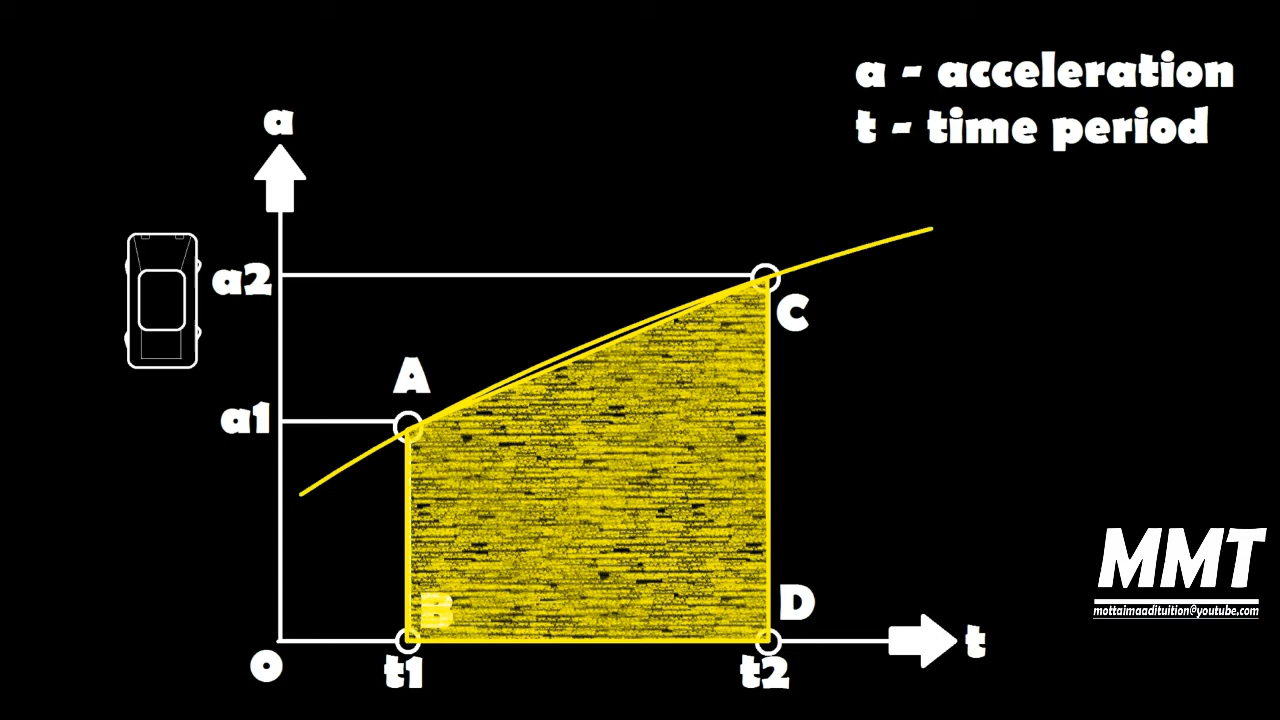 a - acceleration
t - time period
a
a2
C
A
a1
B
D
o
t1
t2
t
MMT
mottaimaadituition@youtube.com